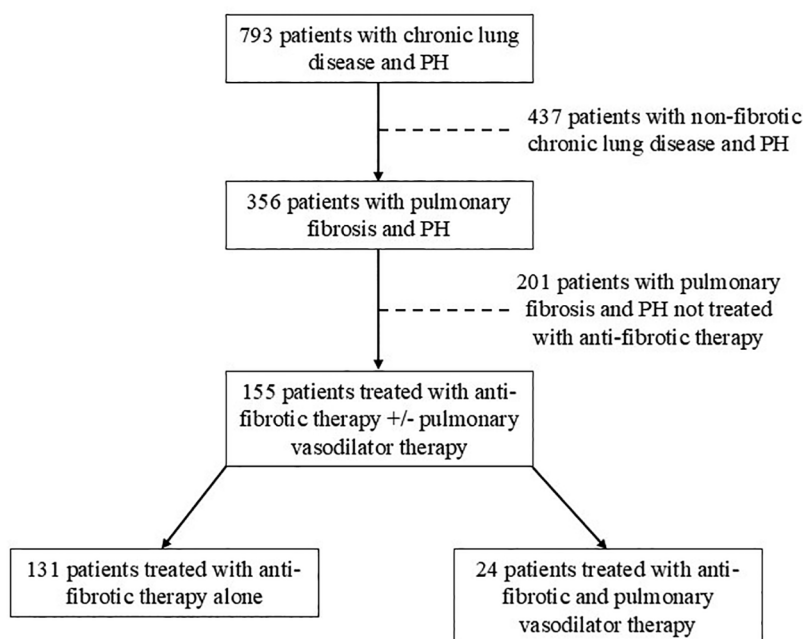 793 patients with chronic lung
disease and PH
437 patients with non-fibrotic
chronic lung disease and PH
356 patients with pulmonary
fibrosis and PH
201 patients with pulmonary
fibrosis and PH not treated
with anti-fibrotic therapy
155 patients treated with anti-
fibrotic therapy +/- pulmonary
vasodilator therapy
131 patients treated with anti-
fibrotic therapy alone
24 patients treated with anti-
fibrotic and pulmonary
vasodilator therapy